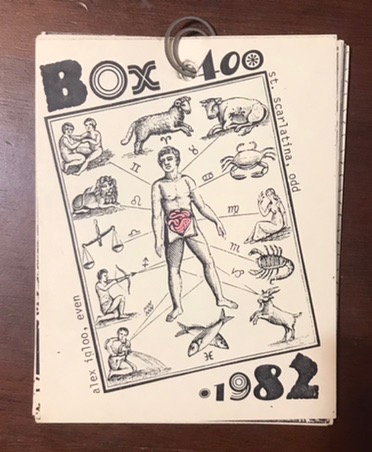 BOX 400
st. scarlatina, odd
alex igloo, even
1982